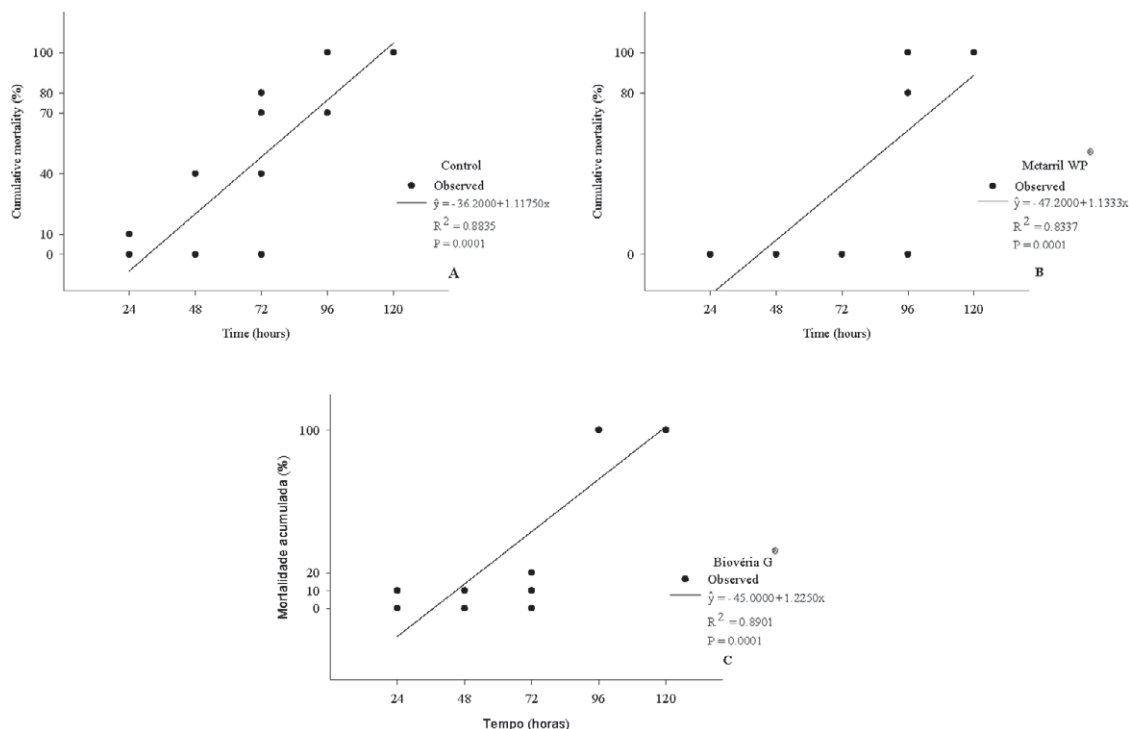 Cumulative mortality (%)
100
80
70
40
10
0
24 48 72 96 120
Time (hours)
Control
Observed
ŷ = -36.2000+1.11750x
R² = 0.8835
P = 0.0001
A
Cumulative mortality (%)
100
80
0
24 48 72 96 120
Time (hours)
Metarril WP®
Observed
ŷ = -47.2000+1.1333x
R² = 0.8337
P = 0.0001
B
Mortalidade acumulada (%)
100
20
10
0
24 48 72 96 120
Tempo (horas)
Biovéria G®
Observed
ŷ = -45.0000+1.2250x
R² = 0.8901
P = 0.0001
C